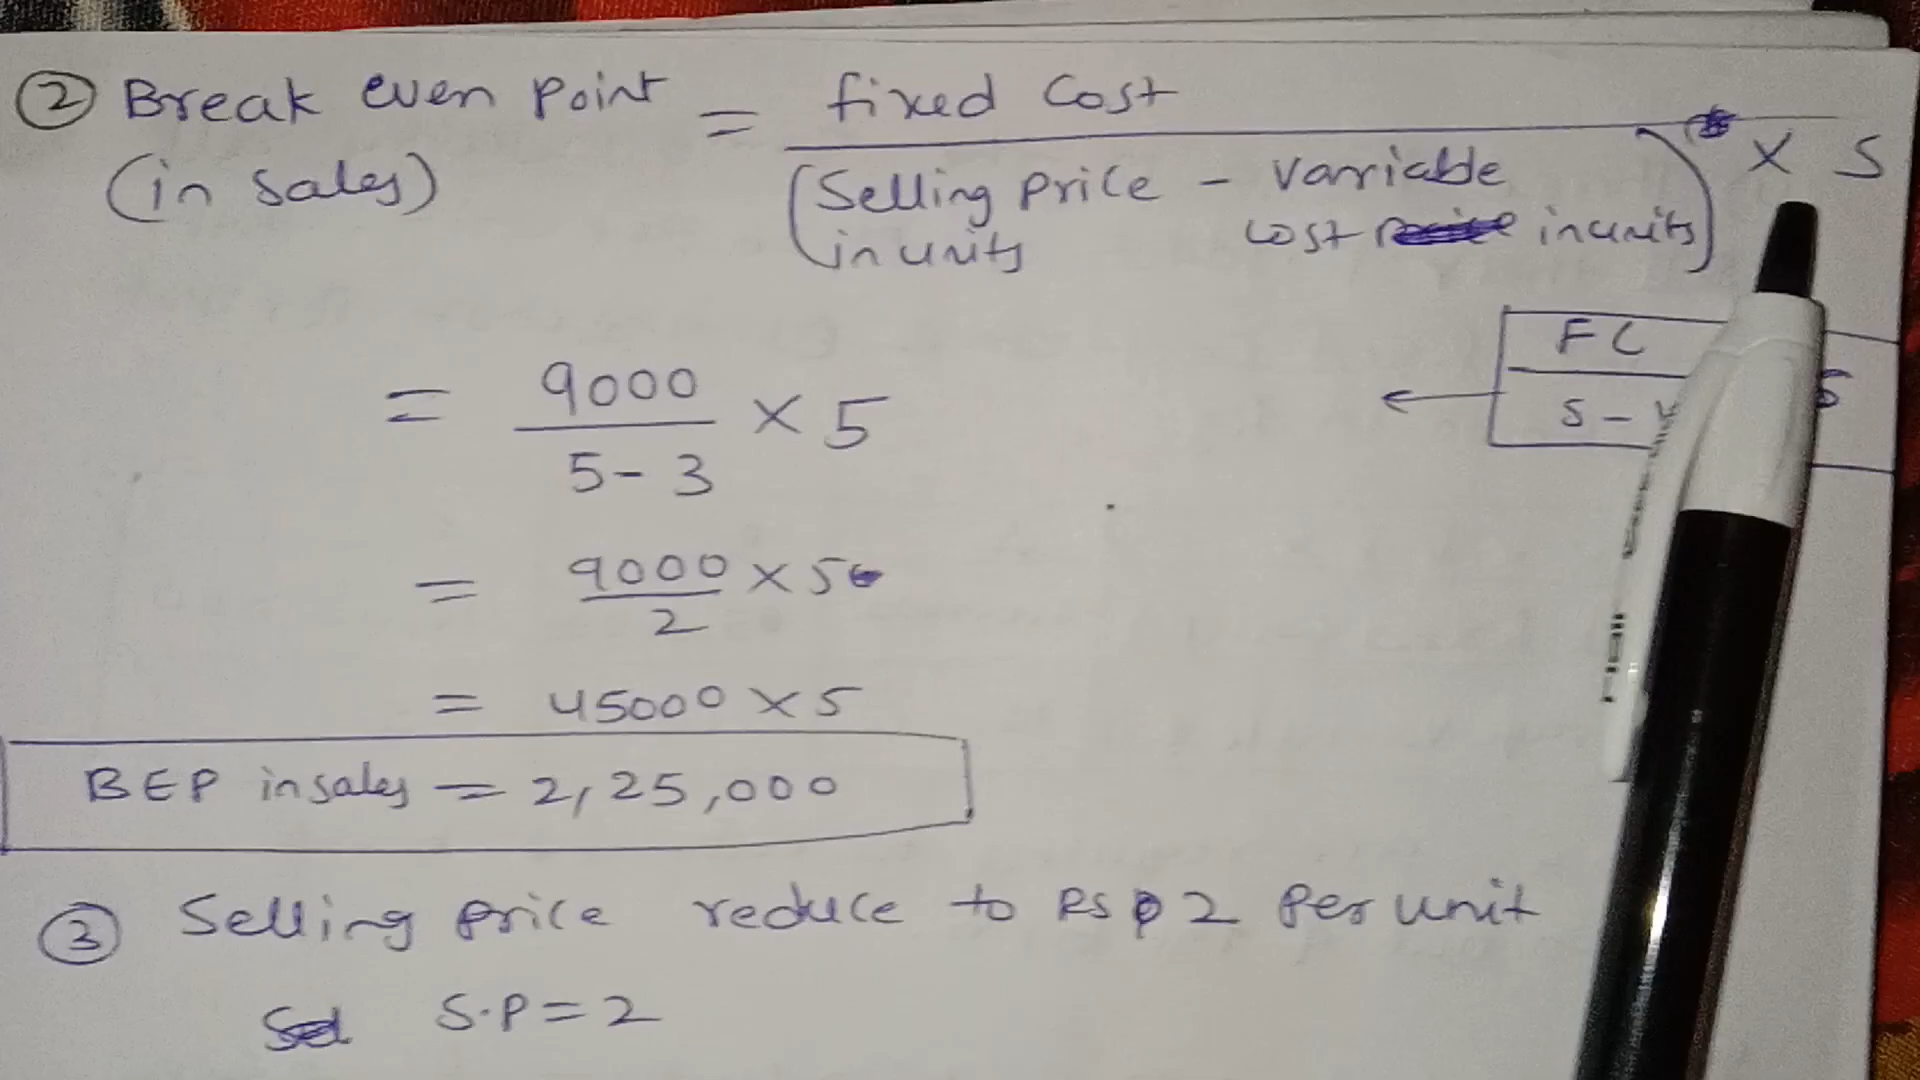 ② Break even point = fixed Cost
(in sales) (Selling price - Variable × S
in units cost in units)
FC
S -
= 9000 × 5
5 - 3
= 9000 × 5
2
= 45000 × 5
BEP in sales = 2,25,000
③ Selling price reduce to RS 2 per unit
S.P = 2